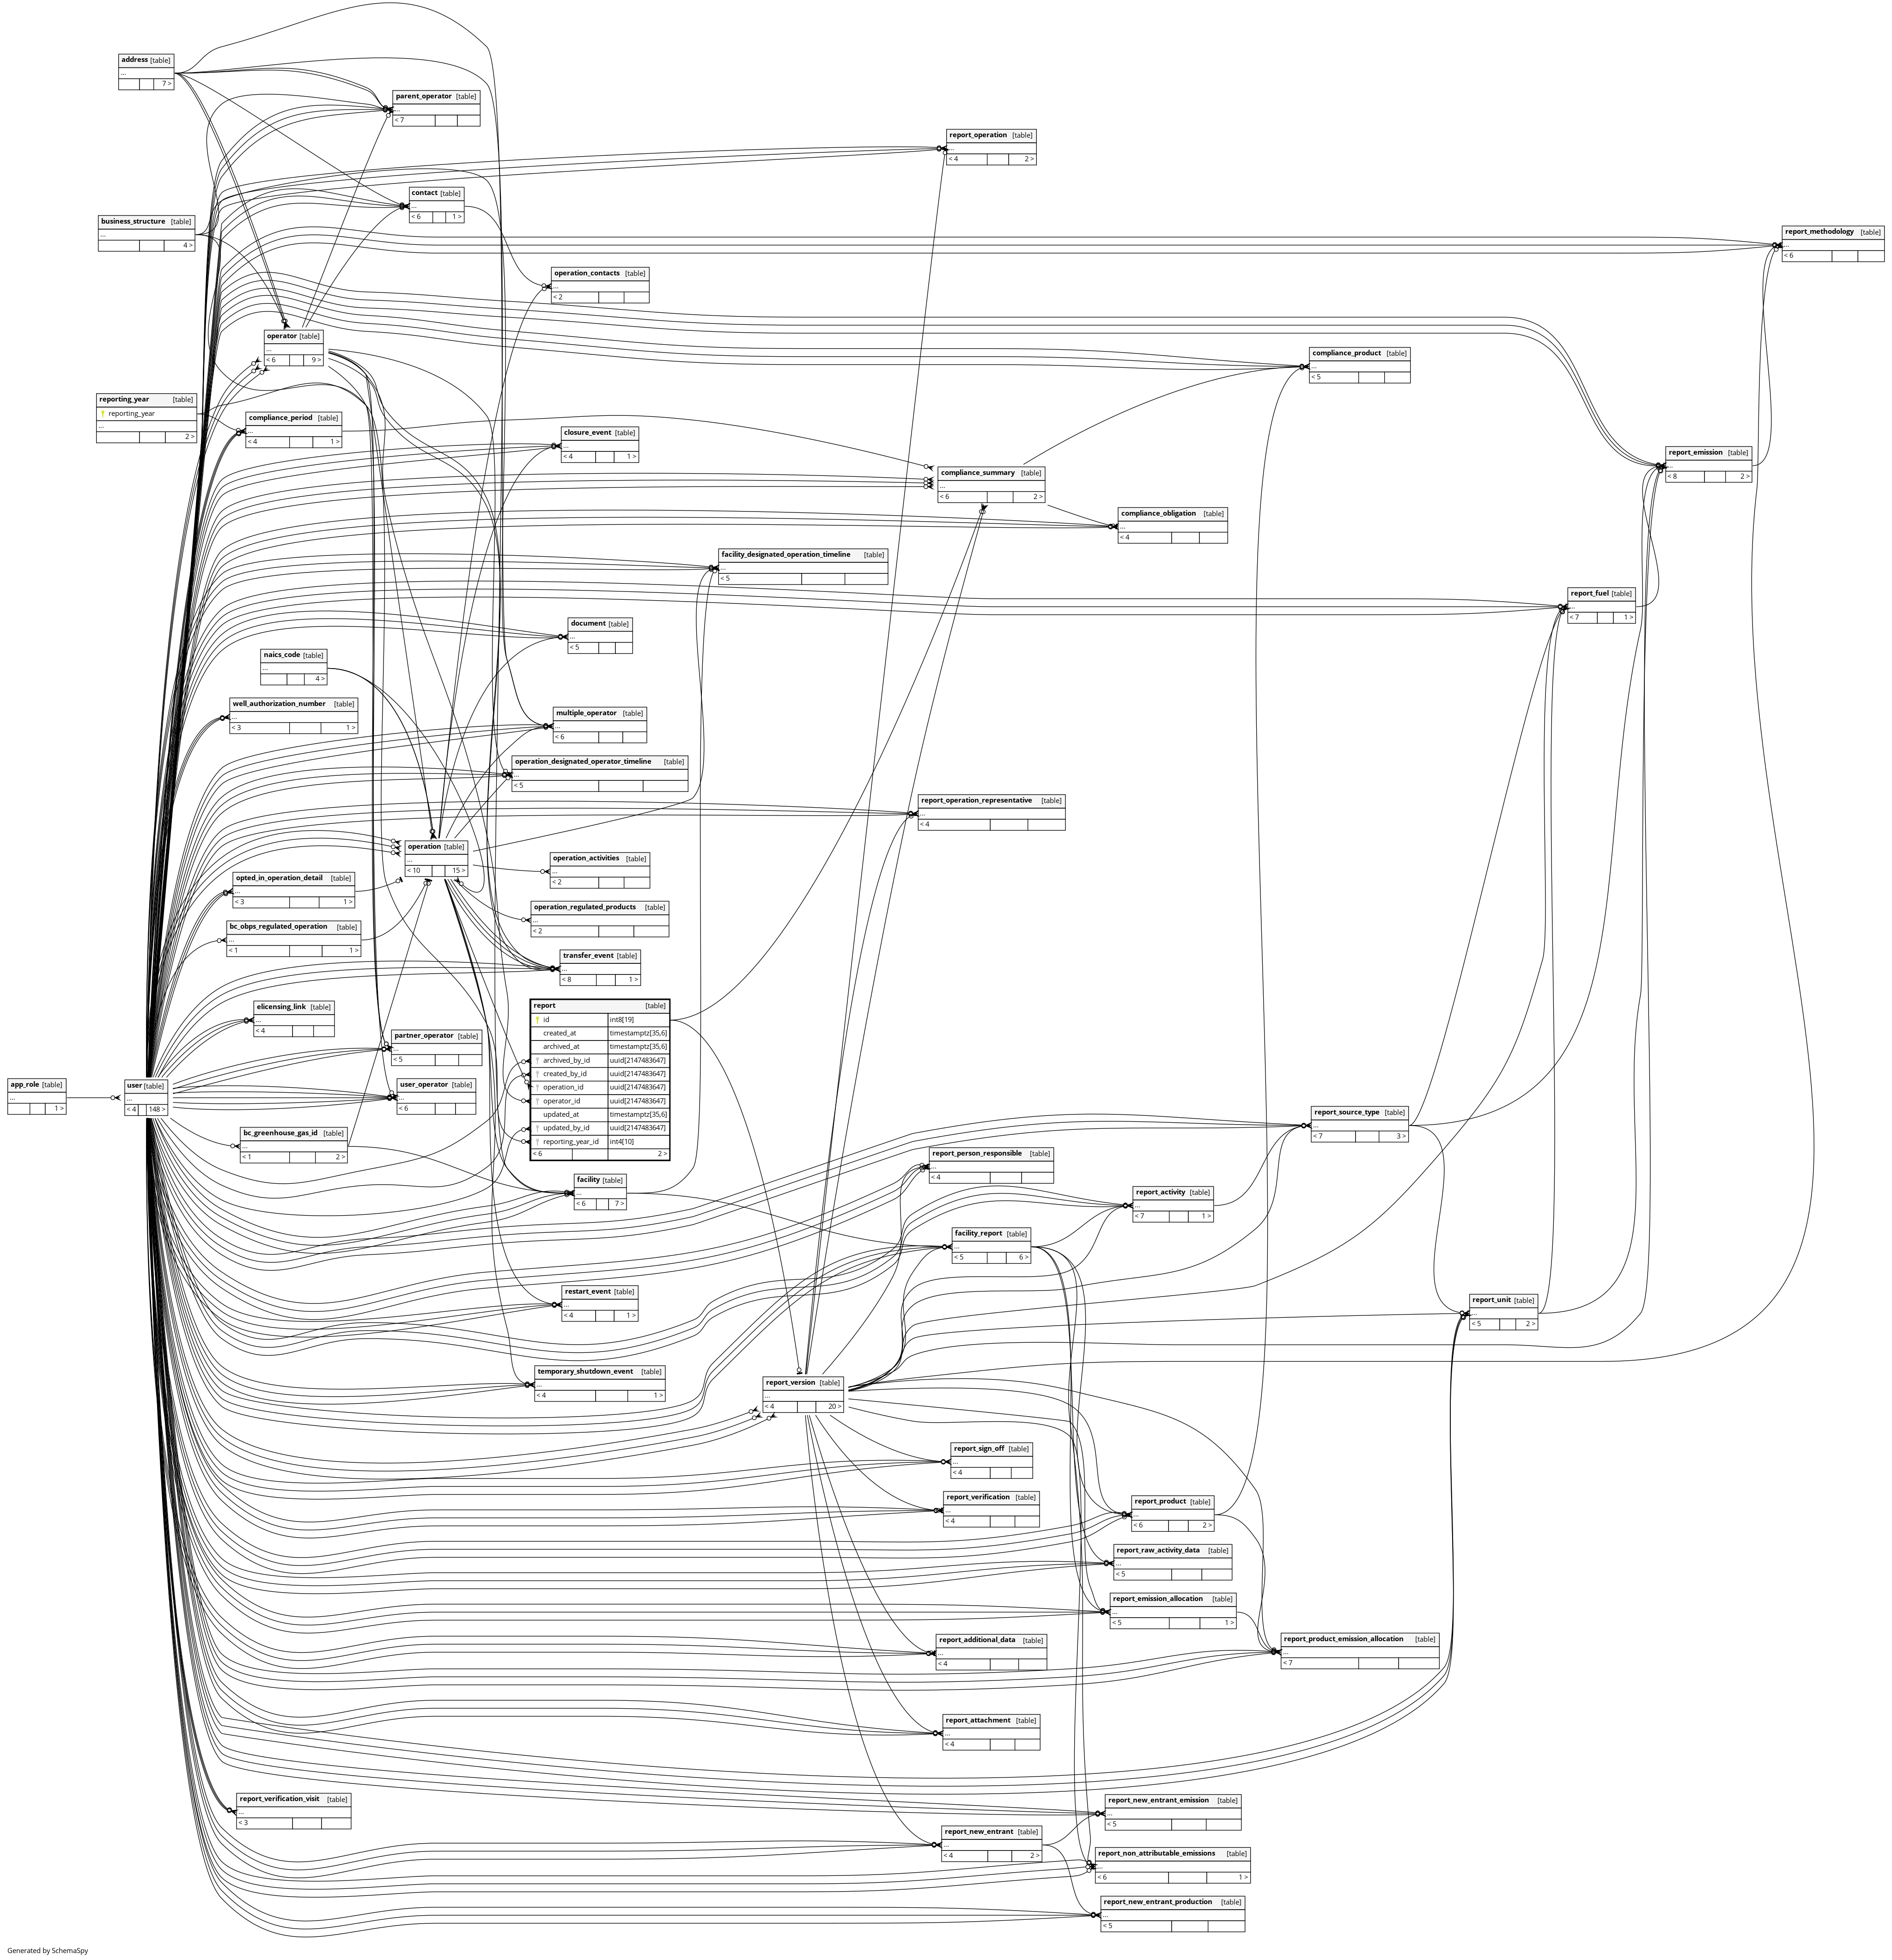 address [table]
...
7 >
parent_operator [table]
...
< 7
report_operation [table]
...
< 4 2 >
contact [table]
...
< 6 1 >
business_structure [table]
...
4 >
report_methodology [table]
...
< 6
operation_contacts [table]
...
< 2
operator [table]
...
< 6 9 >
compliance_product [table]
...
< 5
reporting_year [table]
reporting_year
...
2 >
compliance_period [table]
...
< 4 1 >
closure_event [table]
...
< 4 1 >
report_emission [table]
...
< 8 2 >
compliance_summary [table]
...
< 6 2 >
compliance_obligation [table]
...
< 4
facility_designated_operation_timeline [table]
...
< 5
report_fuel [table]
...
< 7 1 >
document [table]
...
< 5
naics_code [table]
...
4 >
well_authorization_number [table]
...
< 3 1 >
multiple_operator [table]
...
< 6
operation_designated_operator_timeline [table]
...
< 5
report_operation_representative [table]
...
< 4
operation [table]
...
< 10 15 >
operation_activities [table]
...
< 2
opted_in_operation_detail [table]
...
< 3 1 >
operation_regulated_products [table]
...
< 2
bc_obps_regulated_operation [table]
...
< 1 1 >
transfer_event [table]
...
< 8 1 >
elicensing_link [table]
...
< 4
report [table]
id int8[19]
created_at timestamptz[35,6]
archived_at timestamptz[35,6]
archived_by_id uuid[2147483647]
created_by_id uuid[2147483647]
operation_id uuid[2147483647]
operator_id uuid[2147483647]
updated_at timestamptz[35,6]
updated_by_id uuid[2147483647]
reporting_year_id int4[10]
< 6 2 >
partner_operator [table]
...
< 5
app_role [table]
...
1 >
user [table]
...
< 4 148 >
user_operator [table]
...
< 6
report_source_type [table]
...
< 7 3 >
bc_greenhouse_gas_id [table]
...
< 1 2 >
report_person_responsible [table]
...
< 4
facility [table]
...
< 6 7 >
report_activity [table]
...
< 7 1 >
facility_report [table]
...
< 5 6 >
restart_event [table]
...
< 4 1 >
report_unit [table]
...
< 5 2 >
temporary_shutdown_event [table]
...
< 4 1 >
report_version [table]
...
< 4 20 >
report_sign_off [table]
...
< 4
report_verification [table]
...
< 4
report_product [table]
...
< 6 2 >
report_raw_activity_data [table]
...
< 5
report_emission_allocation [table]
...
< 5 1 >
report_additional_data [table]
...
< 4
report_product_emission_allocation [table]
...
< 7
report_attachment [table]
...
< 4
report_verification_visit [table]
...
< 3
report_new_entrant_emission [table]
...
< 5
report_new_entrant [table]
...
< 4 2 >
report_non_attributable_emissions [table]
...
< 6 1 >
report_new_entrant_production [table]
...
< 5
Generated by SchemaSpy